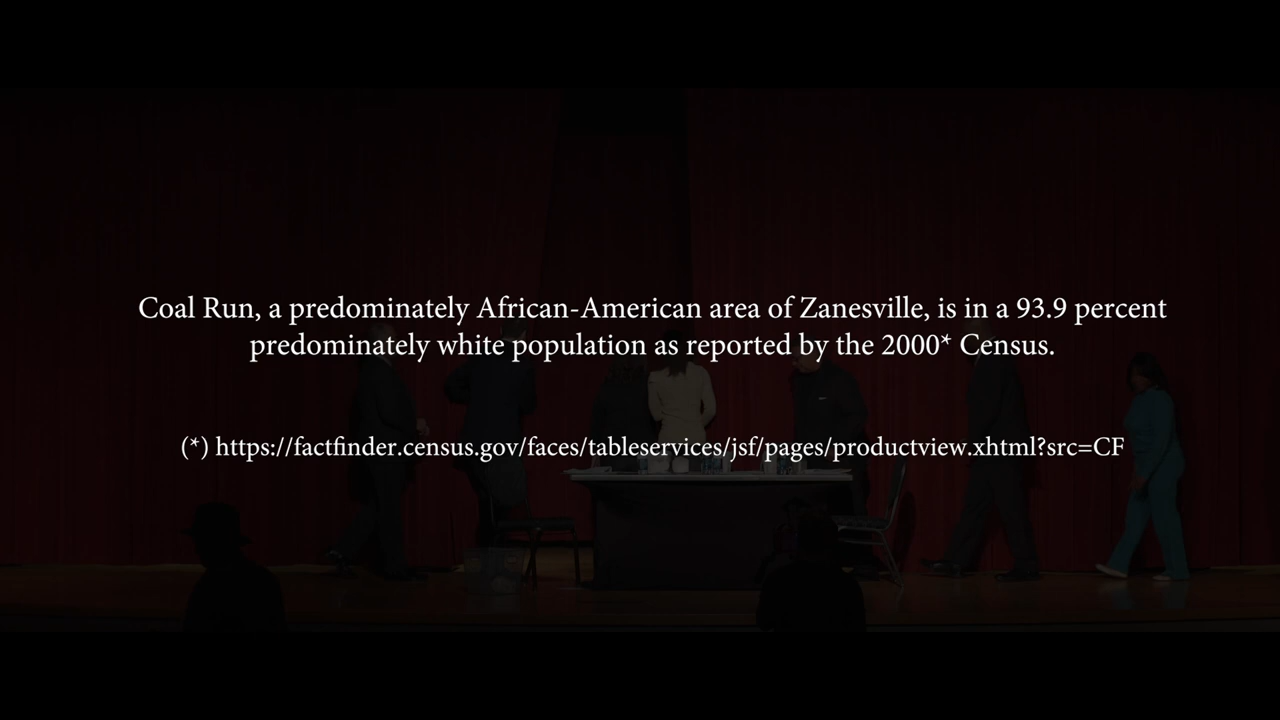 Coal Run, a predominately African-American area of Zanesville, is in a 93.9 percent
predominately white population as reported by the 2000* Census.
(*) https://factfinder.census.gov/faces/tableservices/jsf/pages/productview.xhtml?src=CF